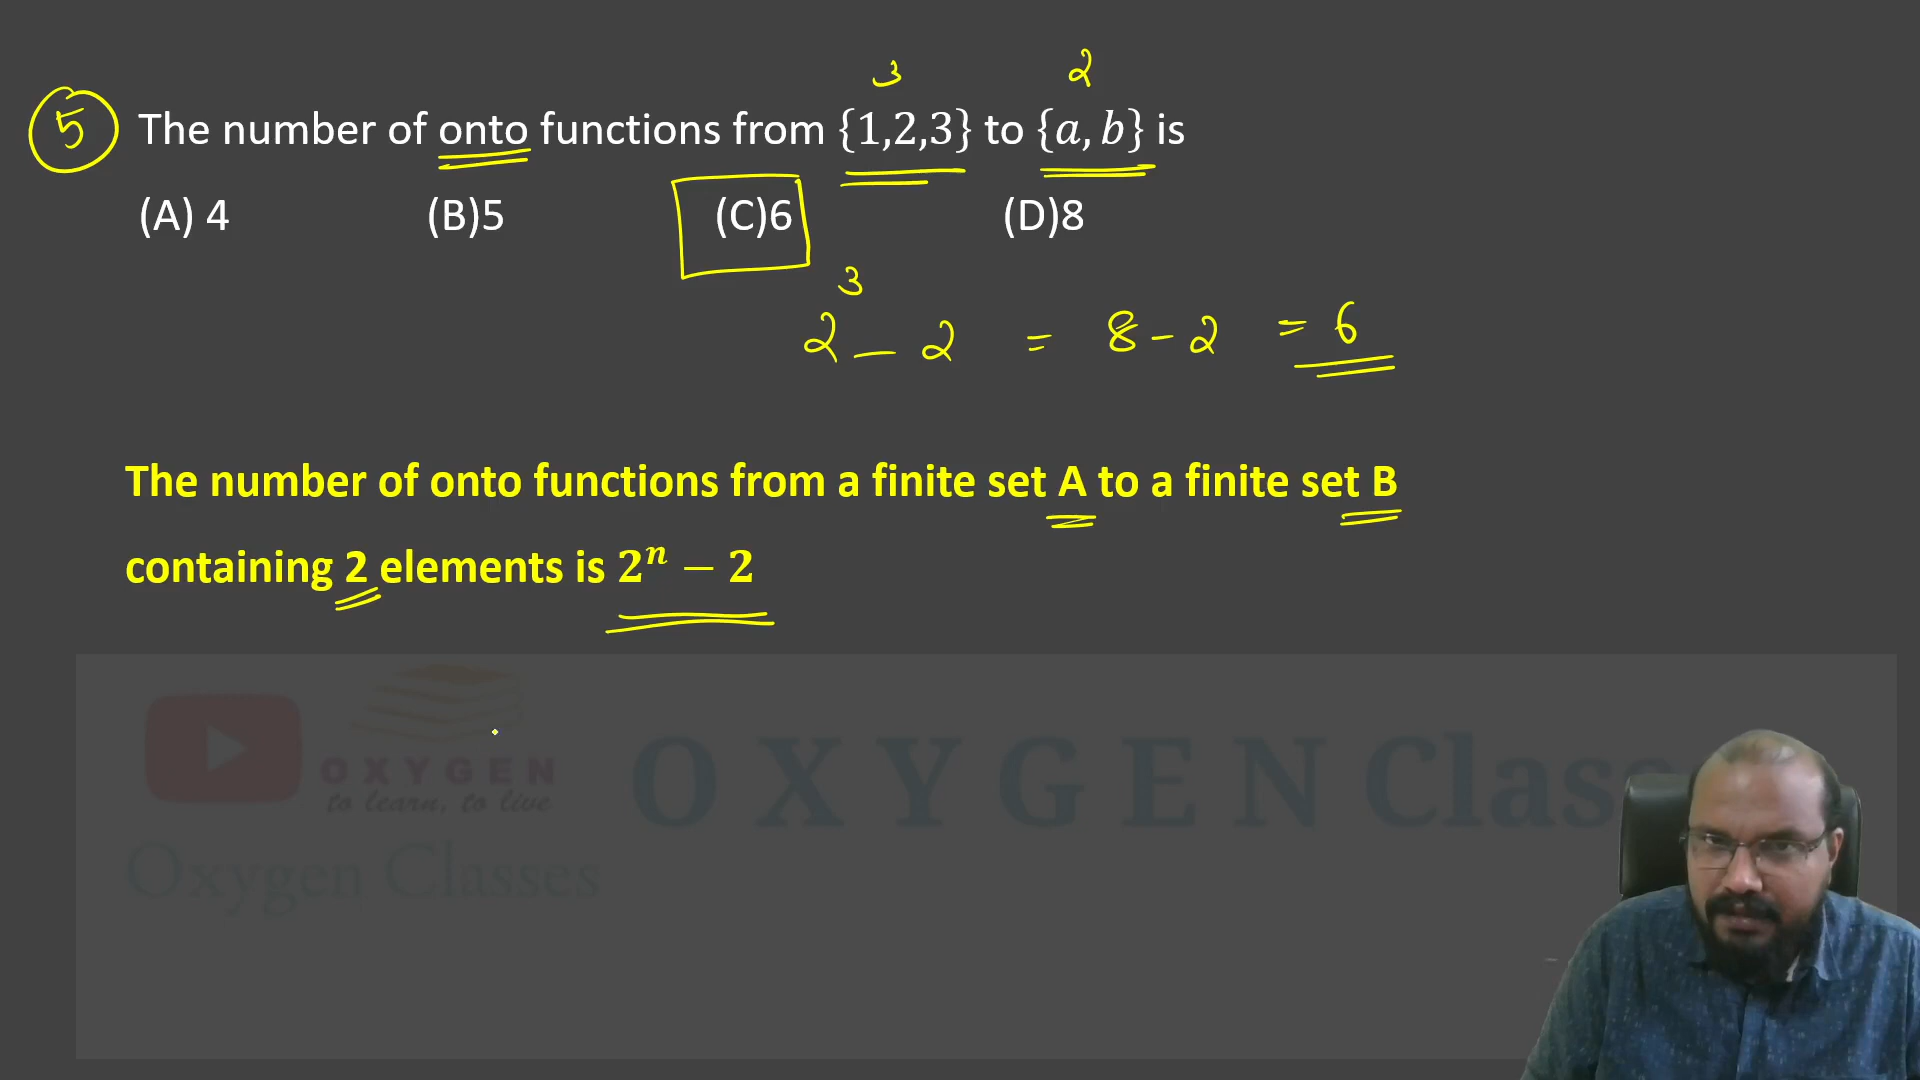 3 2
5 The number of onto functions from {1,2,3} to {a, b} is
(A) 4 (B)5 (C)6 (D)8
2³ – 2 = 8 – 2 = 6
The number of onto functions from a finite set A to a finite set B
containing 2 elements is 2ⁿ − 2
OXYGEN
to learn, to live
OXYGEN Class
Oxygen Classes